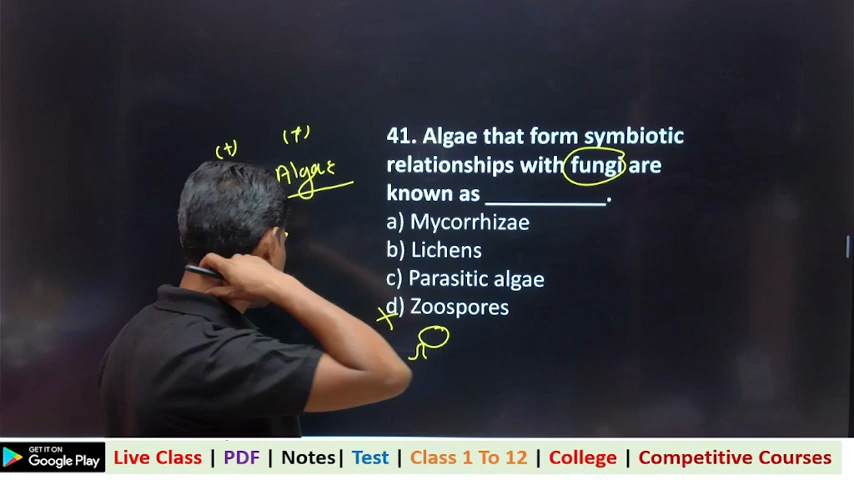 (+) (+)
Algae
41. Algae that form symbiotic
relationships with fungi are
known as ____________.
a) Mycorrhizae
b) Lichens
c) Parasitic algae
d) Zoospores
GET IT ON
Google Play
Live Class | PDF | Notes| Test | Class 1 To 12 | College | Competitive Courses